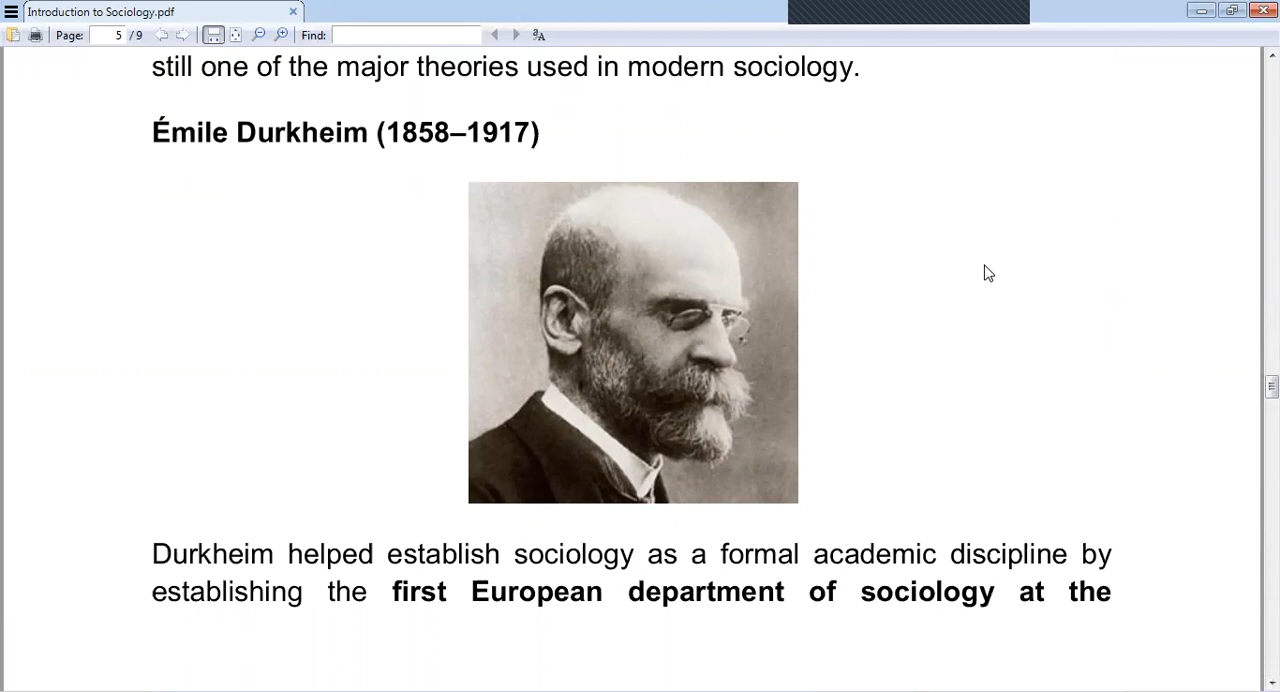 Introduction to Sociology.pdf
Page: 5 / 9 Find:
still one of the major theories used in modern sociology.
Émile Durkheim (1858–1917)
Durkheim helped establish sociology as a formal academic discipline by
establishing the first European department of sociology at the